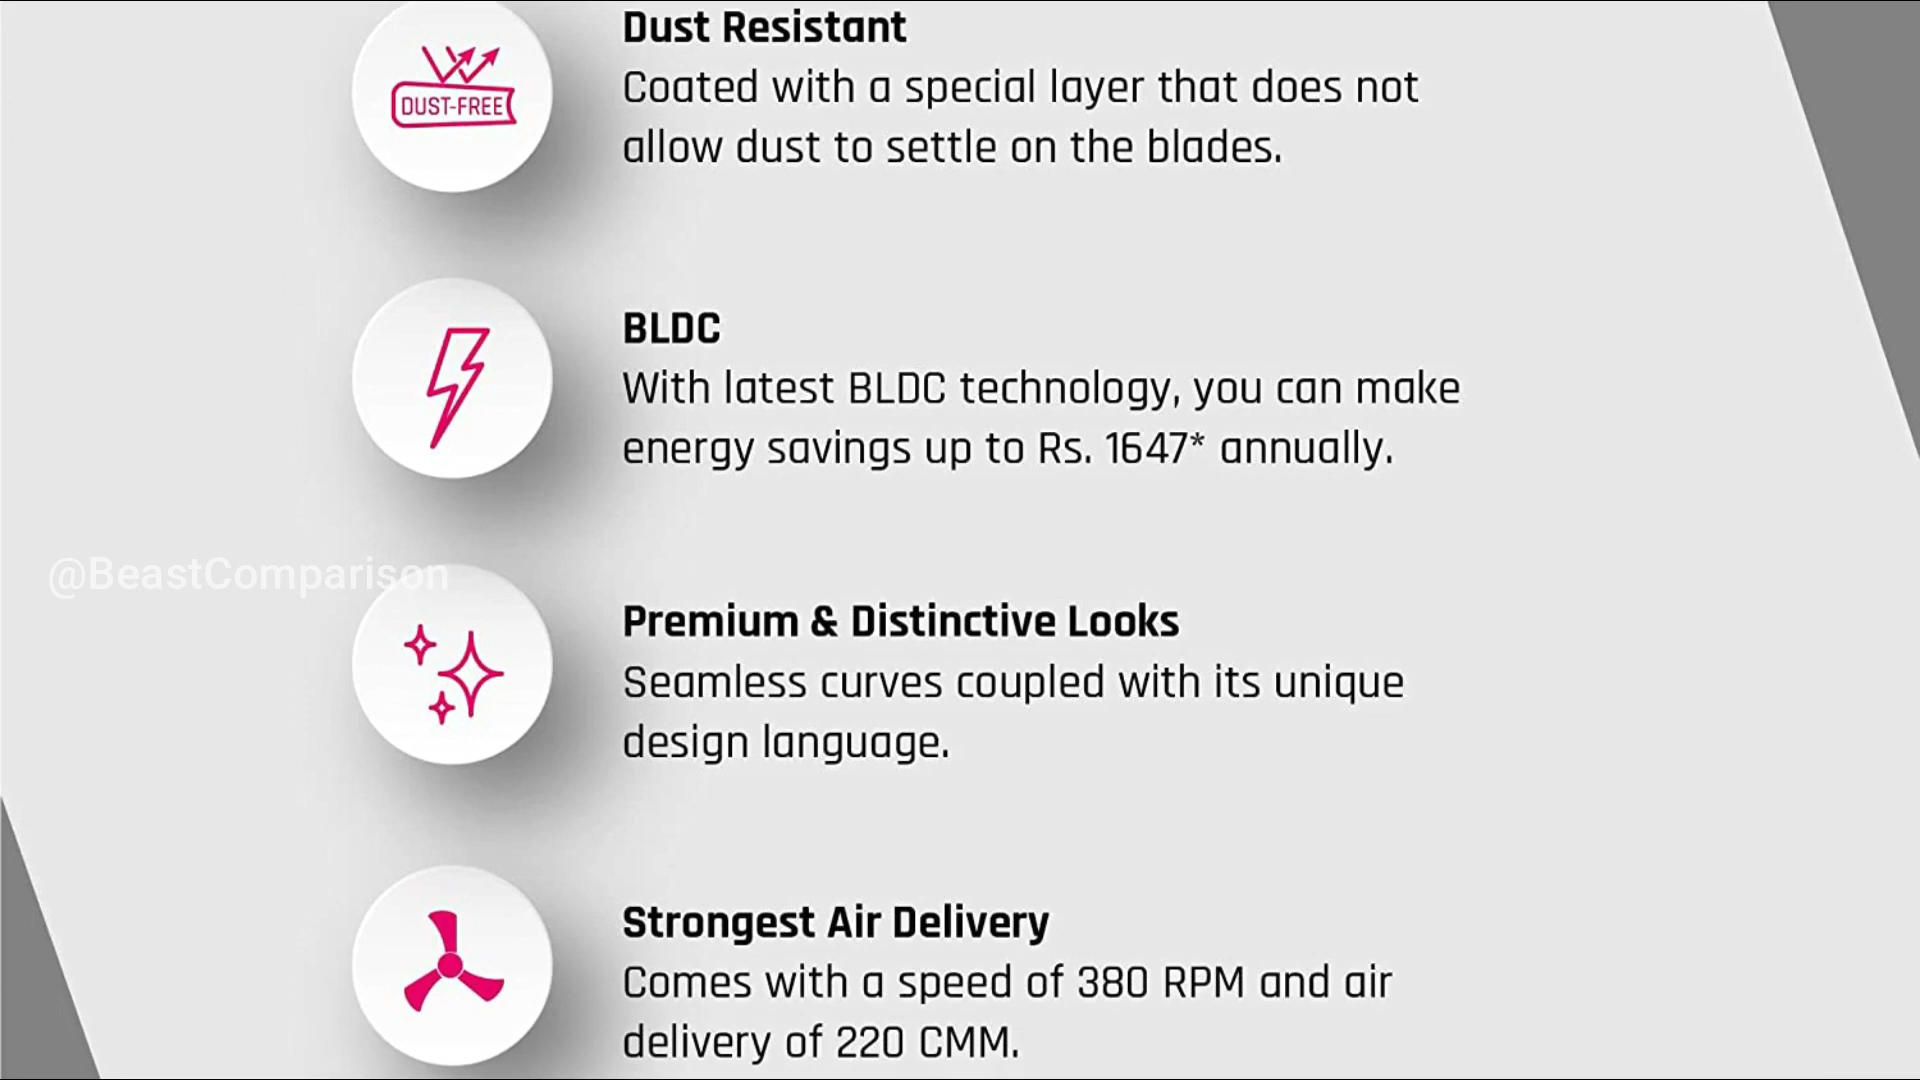 Dust Resistant
DUST-FREE
Coated with a special layer that does not
allow dust to settle on the blades.
BLDC
With latest BLDC technology, you can make
energy savings up to Rs. 1647* annually.
@BeastComparison
Premium & Distinctive Looks
Seamless curves coupled with its unique
design language.
Strongest Air Delivery
Comes with a speed of 380 RPM and air
delivery of 220 CMM.